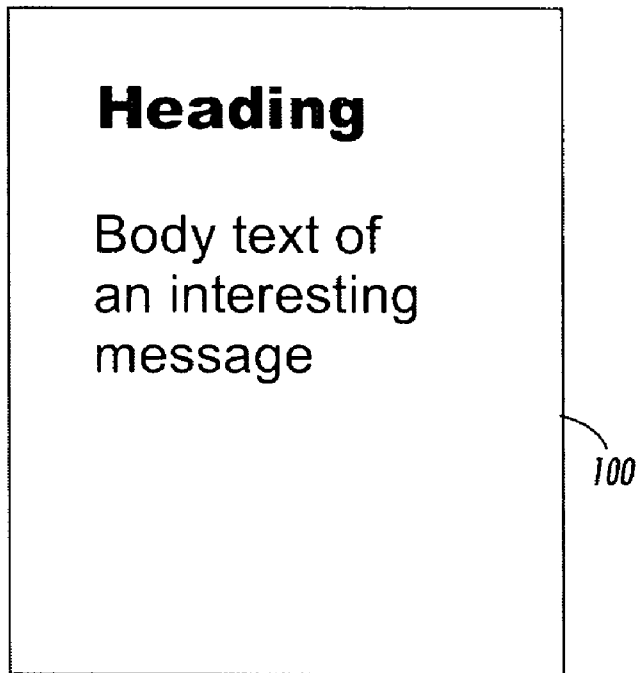 Heading
Body text of
an interesting
message
100